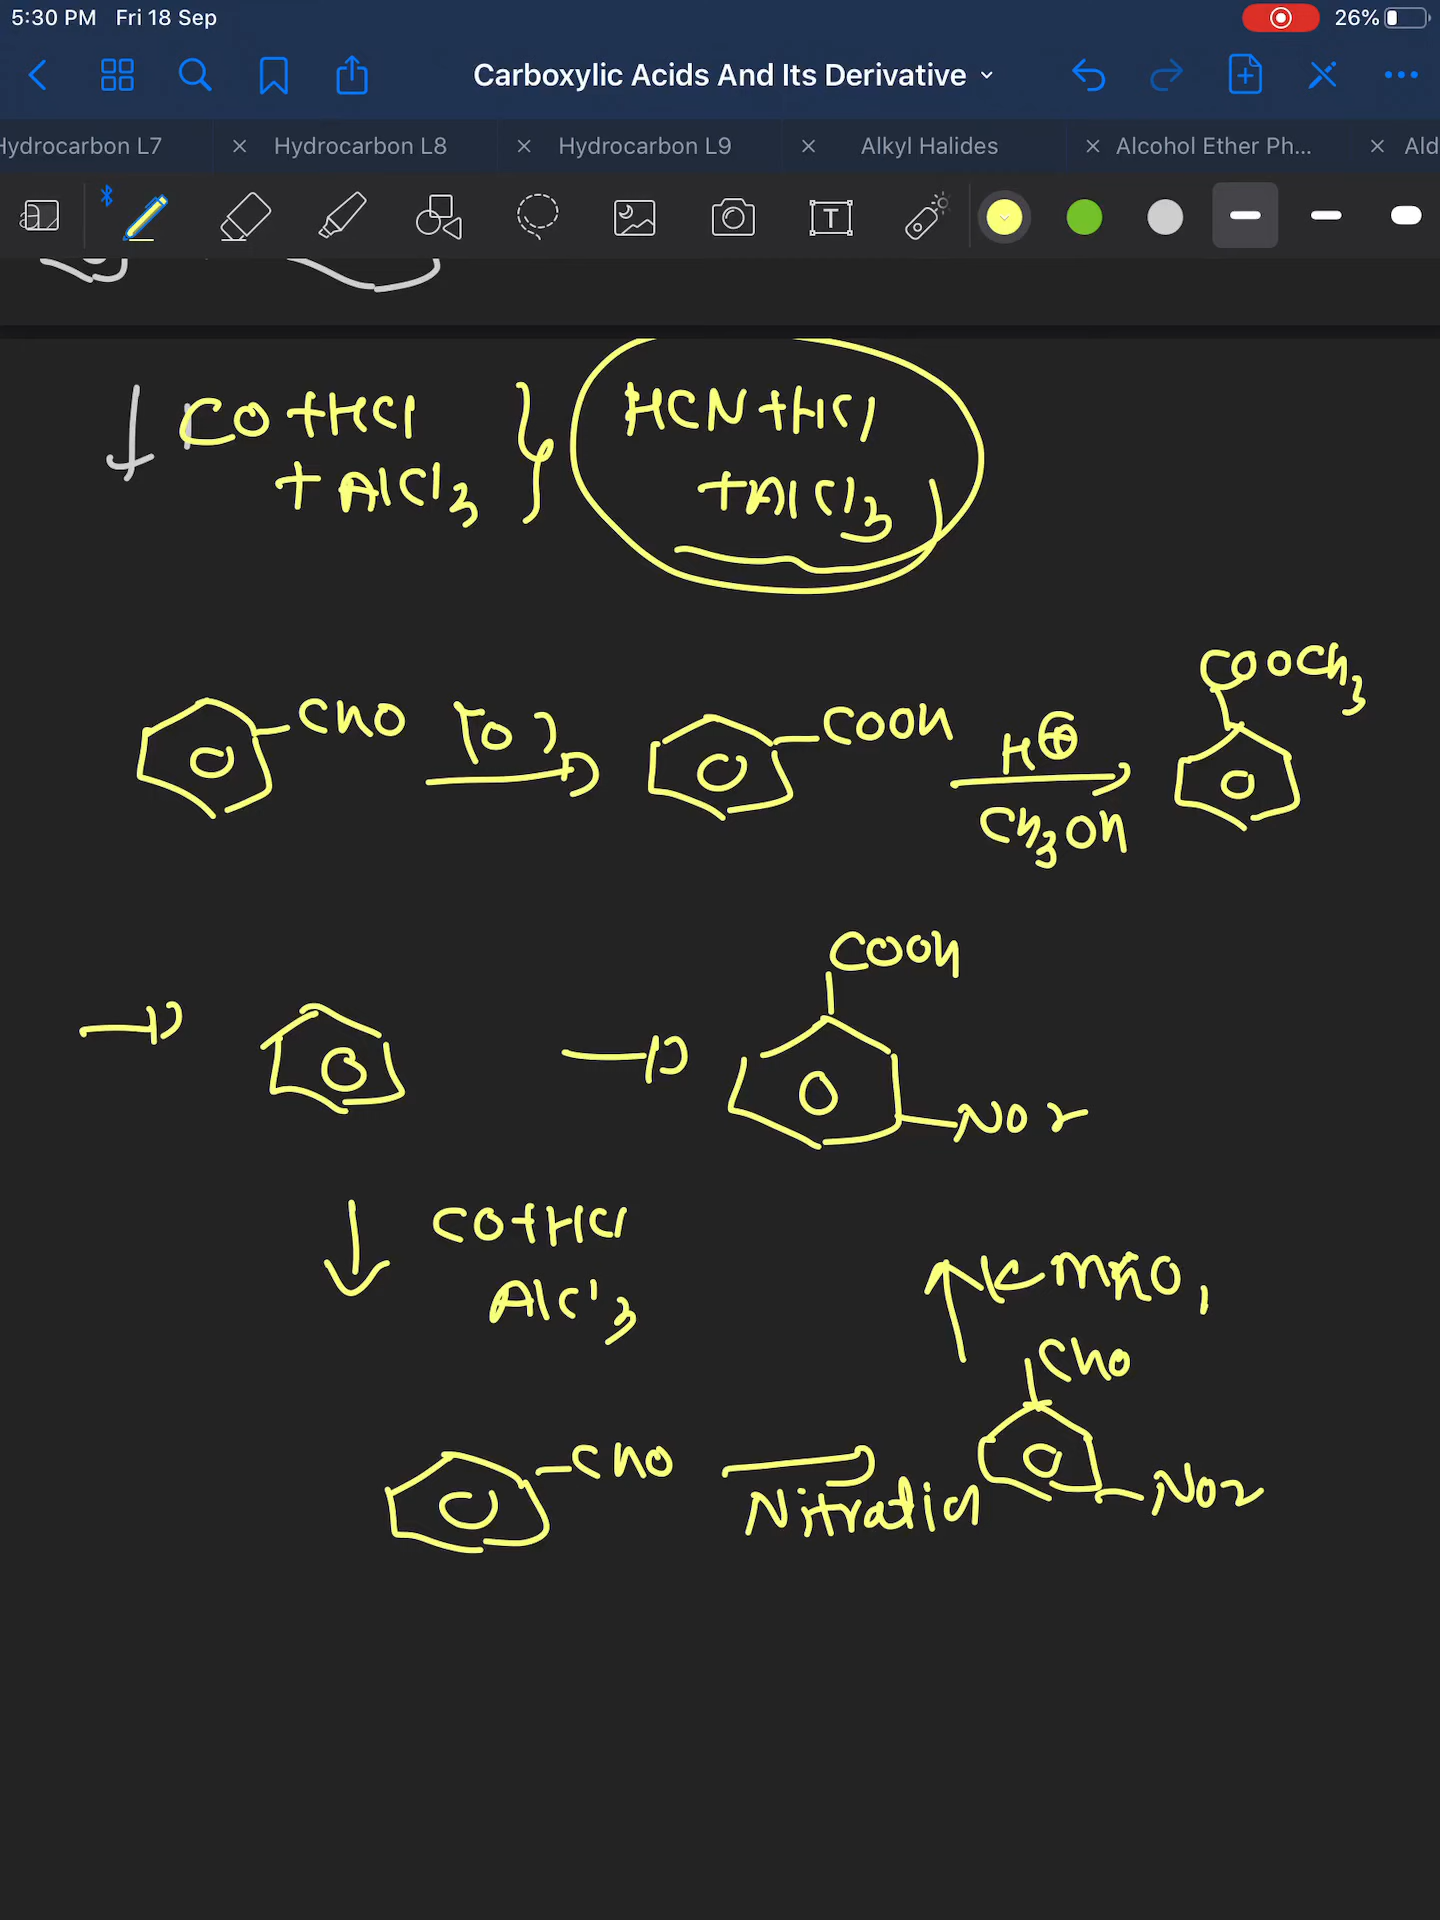 5:30 PM Fri 18 Sep 26%
Carboxylic Acids And Its Derivative
Hydrocarbon L7 × Hydrocarbon L8 × Hydrocarbon L9 × Alkyl Halides × Alcohol Ether Ph... × Ald
a T
CO + HCl HCN + HCl
+ AlCl3 + AlCl3
COOCH3
CHO [O] COOH H⊕
CH3OH
COOH
NO2
CO + HCl
AlCl3
KMnO4
CHO
CHO
Nitration NO2